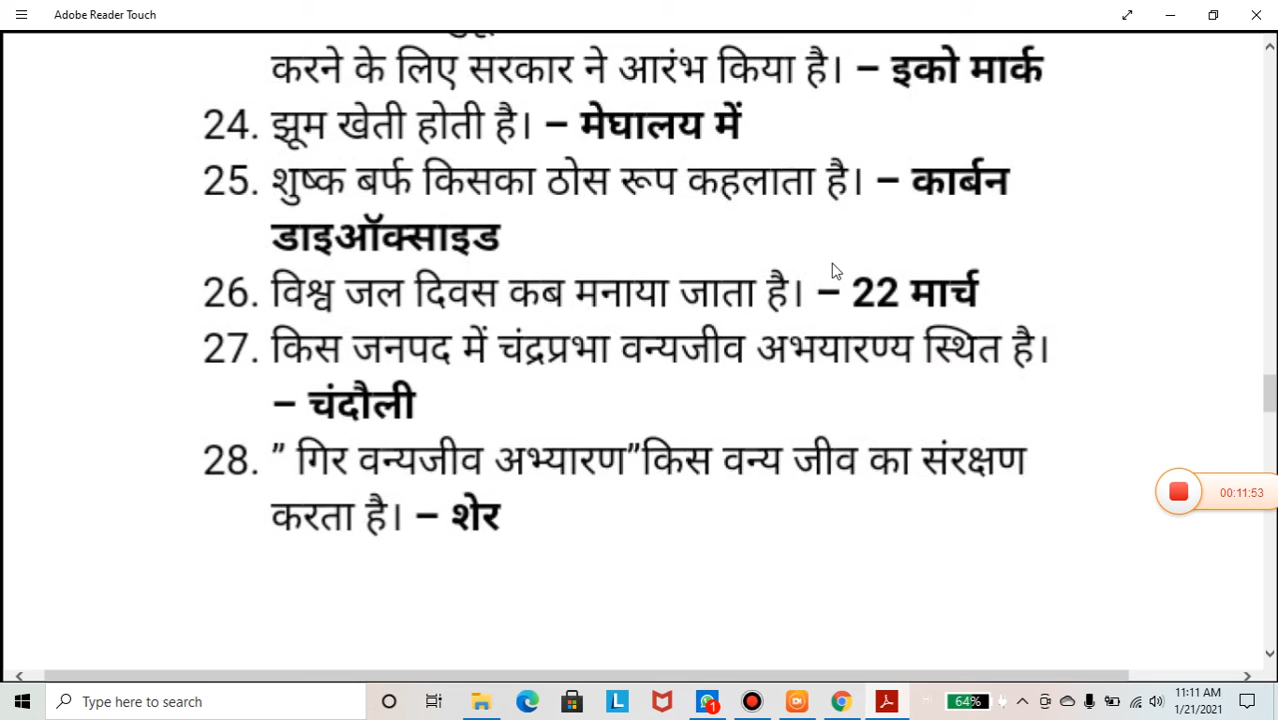 Adobe Reader Touch
करने के लिए सरकार ने आरंभ किया है। – इको मार्क
24. झूम खेती होती है। – मेघालय में
25. शुष्क बर्फ किसका ठोस रूप कहलाता है। – कार्बन
डाइऑक्साइड
26. विश्व जल दिवस कब मनाया जाता है। – 22 मार्च
27. किस जनपद में चंद्रप्रभा वन्यजीव अभयारण्य स्थित है।
– चंदौली
28. ” गिर वन्यजीव अभ्यारण”किस वन्य जीव का संरक्षण
करता है। – शेर
00:11:53
Type here to search
L
1
64%
11:11 AM
1/21/2021